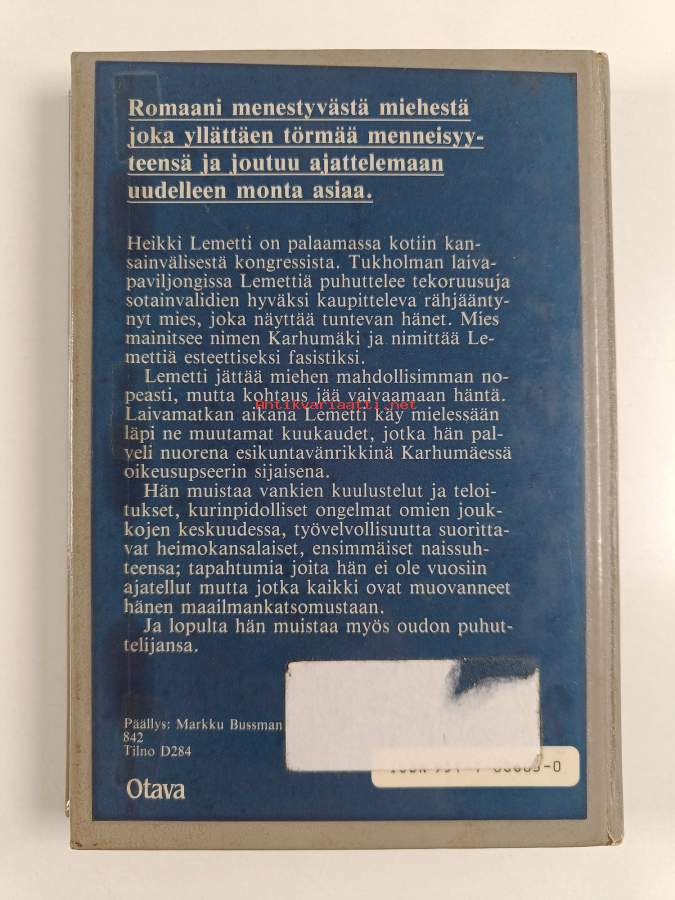 Romaani menestyvästä miehestä
joka yllättäen törmää menneisyy-
teensä ja joutuu ajattelemaan
uudelleen monta asiaa.
Heikki Lemetti on palaamassa kotiin kan-
sainvälisestä kongressista. Tukholman laiva-
paviljongissa Lemettiä puhuttelee tekoruusuja
sotainvalidien hyväksi kaupitteleva rähjäänty-
nyt mies, joka näyttää tuntevan hänet. Mies
mainitsee nimen Karhumäki ja nimittää Le-
mettiä esteettiseksi fasistiksi.
Lemetti jättää miehen mahdollisimman no-
peasti, mutta kohtaus jää vaivaamaan häntä.
Antikvariaatti.net
Laivamatkan aikana Lemetti käy mielessään
läpi ne muutamat kuukaudet, jotka hän pal-
veli nuorena esikuntavänrikkinä Karhumäessä
oikeusupseerin sijaisena.
Hän muistaa vankien kuulustelut ja teloi-
tukset, kurinpidolliset ongelmat omien jouk-
kojen keskuudessa, työvelvollisuutta suoritta-
vat heimokansalaiset, ensimmäiset naissuh-
teensa; tapahtumia joita hän ei ole vuosiin
ajatellut mutta jotka kaikki ovat muovanneet
hänen maailmankatsomustaan.
Ja lopulta hän muistaa myös oudon puhut-
telijansa.
Päällys: Markku Bussman
842
Tilno D284
Otava